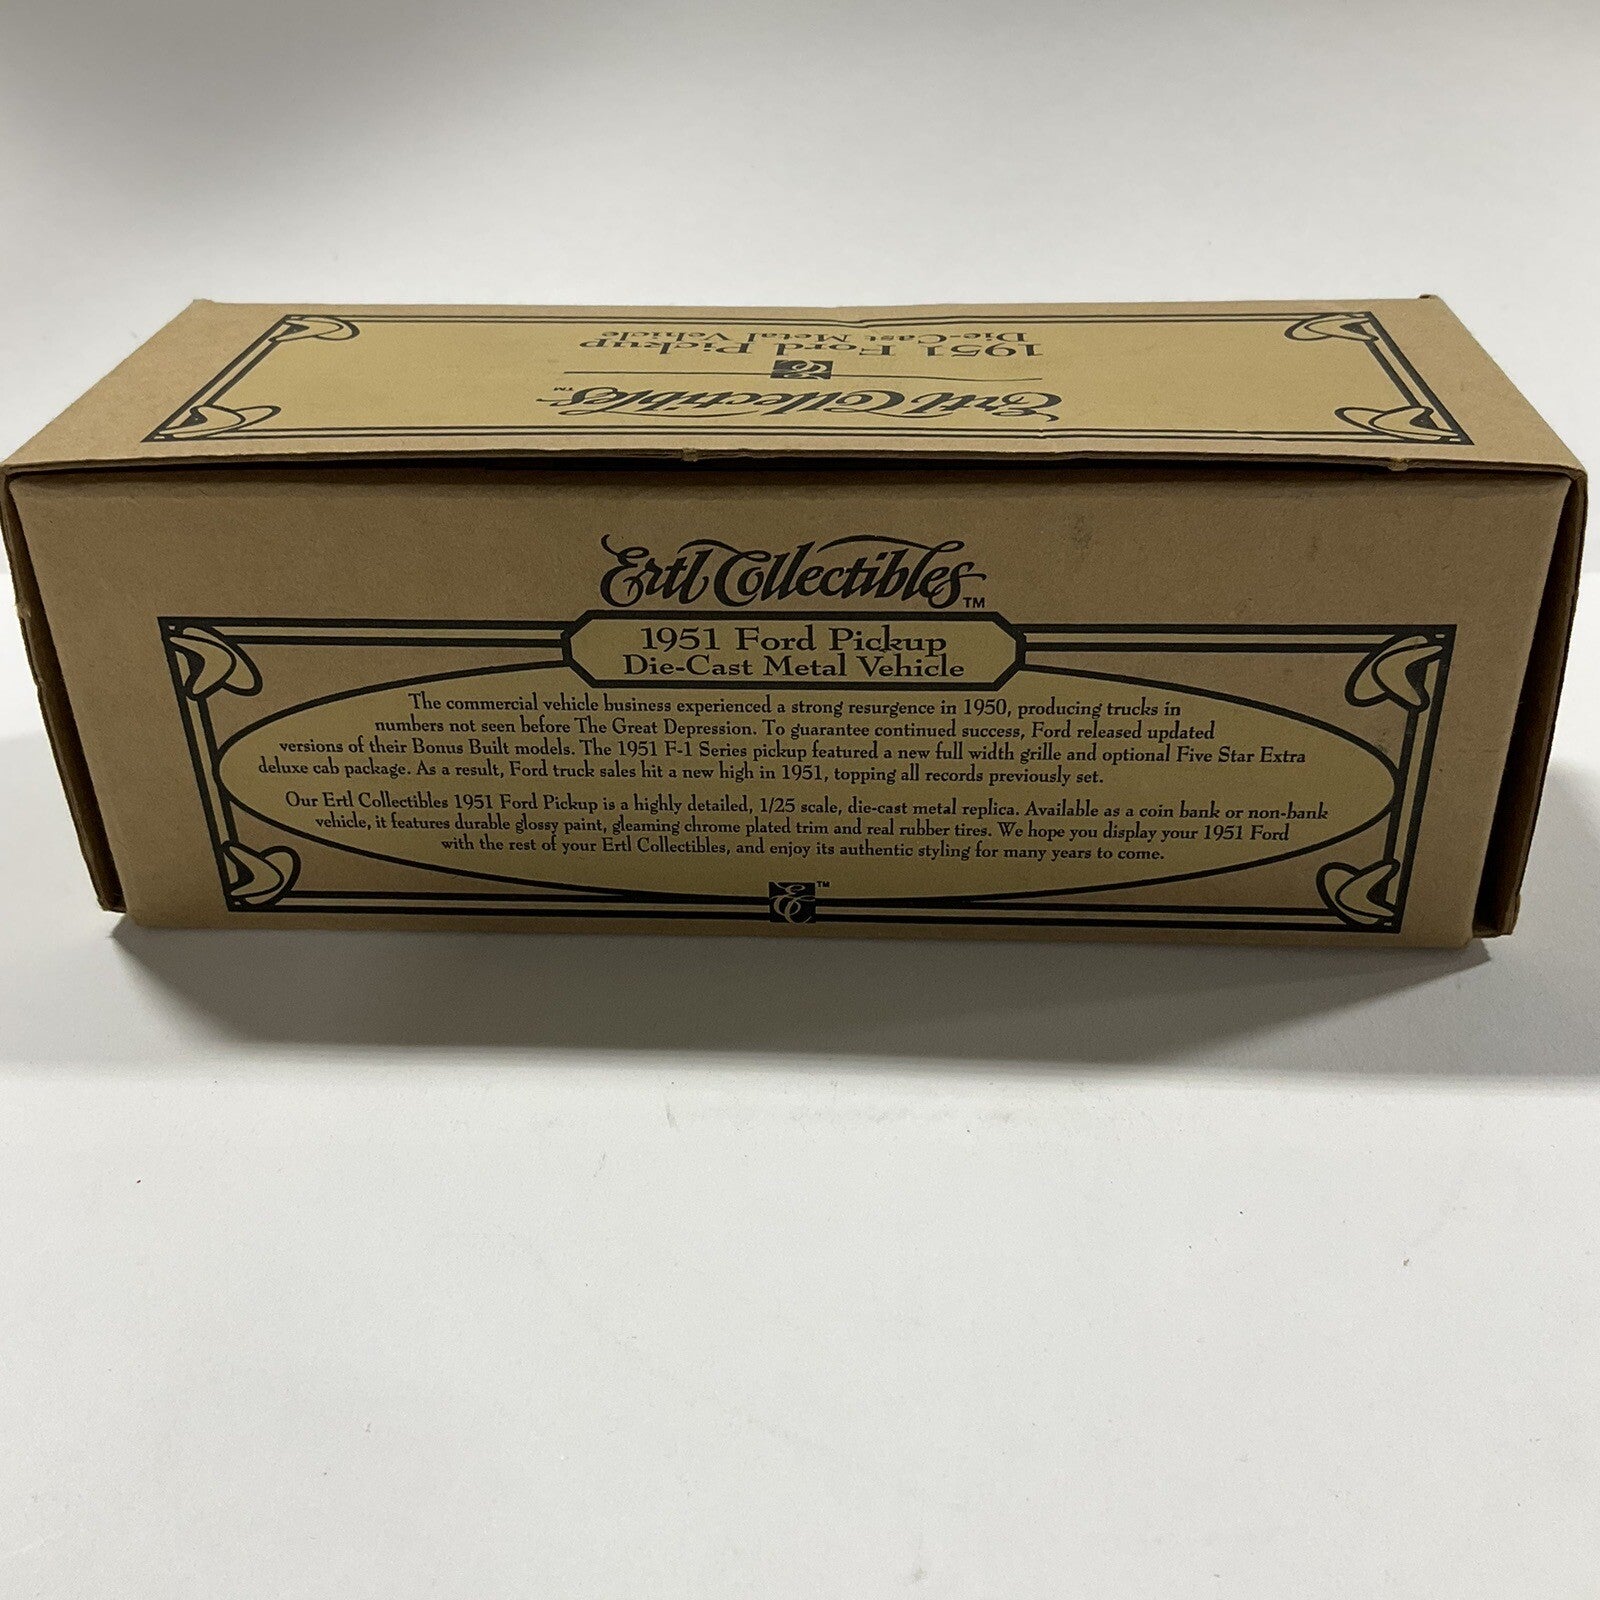 1951 Ford Pickup
Die-Cast Metal Vehicle
Ertl Collectibles™
Ertl Collectibles™
1951 Ford Pickup
Die-Cast Metal Vehicle
The commercial vehicle business experienced a strong resurgence in 1950, producing trucks in
numbers not seen before The Great Depression. To guarantee continued success, Ford released updated
versions of their Bonus Built models. The 1951 F-1 Series pickup featured a new full width grille and optional Five Star Extra
deluxe cab package. As a result, Ford truck sales hit a new high in 1951, topping all records previously set.
Our Ertl Collectibles 1951 Ford Pickup is a highly detailed, 1/25 scale, die-cast metal replica. Available as a coin bank or non-bank
vehicle, it features durable glossy paint, gleaming chrome plated trim and real rubber tires. We hope you display your 1951 Ford
with the rest of your Ertl Collectibles, and enjoy its authentic styling for many years to come.
EC™